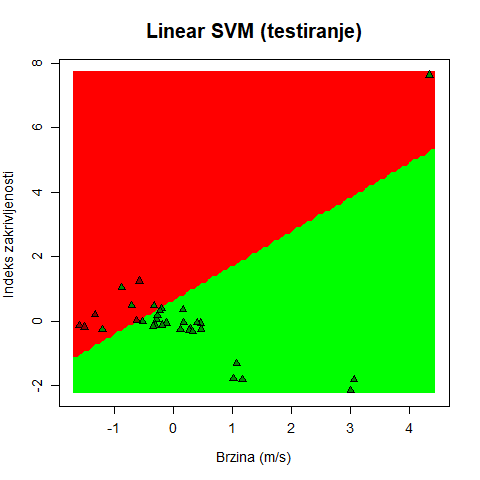 Linear SVM (testiranje)
Indeks zakrivljenosti
8
6
4
2
0
-2
-1 0 1 2 3 4
Brzina (m/s)